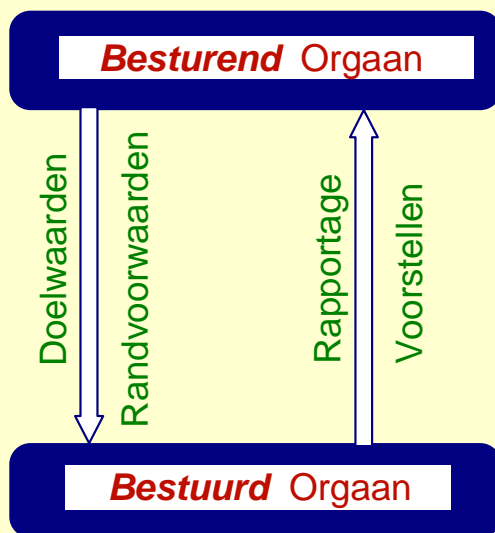 Besturend Orgaan
Doelwaarden
Randvoorwaarden
Rapportage
Voorstellen
Bestuurd Orgaan